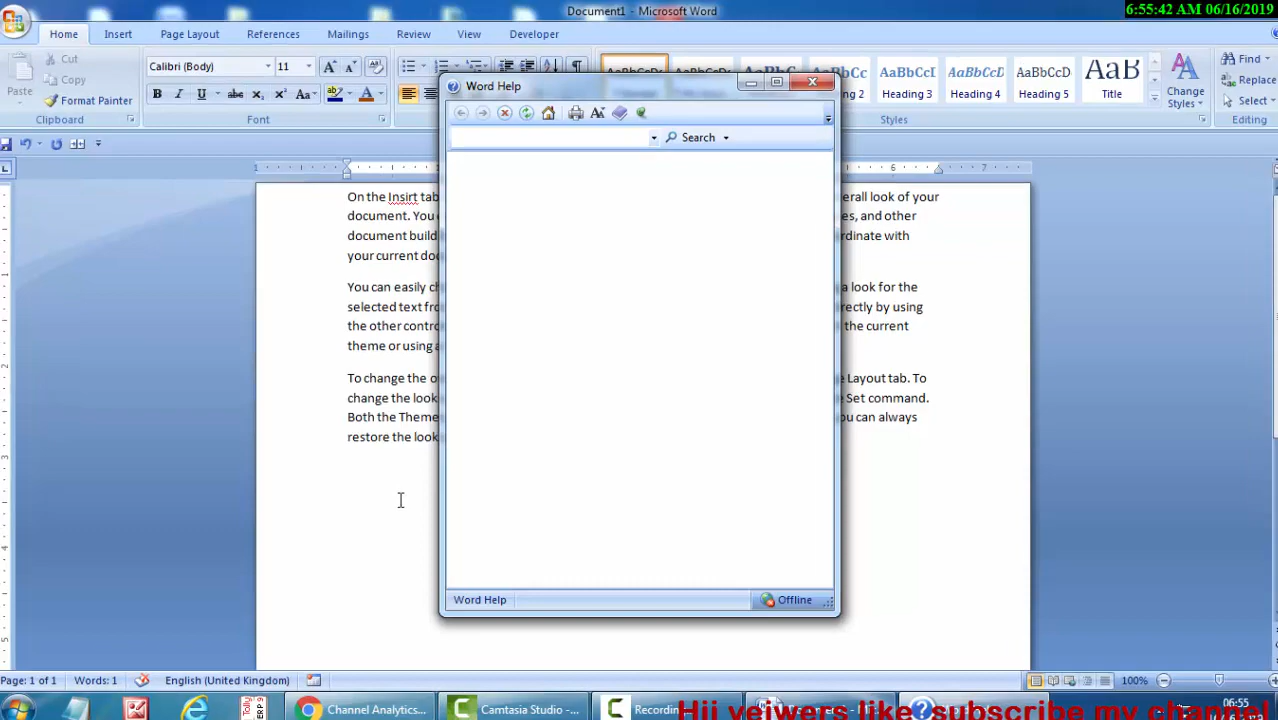 Document1 - Microsoft Word
6:55:42 AM 06/16/2019
Home Insert Page Layout References Mailings Review View Developer
Paste
Cut
Copy
Format Painter
Clipboard
Calibri (Body) 11
Font
AaBbCcDc AaB
Heading 2 Heading 3 Heading 4 Heading 5 Title
AaBbCcI AaBbCcI AaBbCcDc
Change Styles
Styles
Find
Replace
Select
Editing
Word Help
Search
On the Insirt tab erall look of your
document. You es, and other
document build rdinate with
your current do
You can easily ch a look for the
selected text fro rectly by using
the other contro the current
theme or using a
To change the o Layout tab. To
change the look Set command.
Both the Theme ou can always
restore the look
Word Help Offline
Page: 1 of 1 Words: 1 English (United Kingdom) 100%
Channel Analytics... Camtasia Studio -... Recording
06:55
Hii veiwers like subscribe my channel